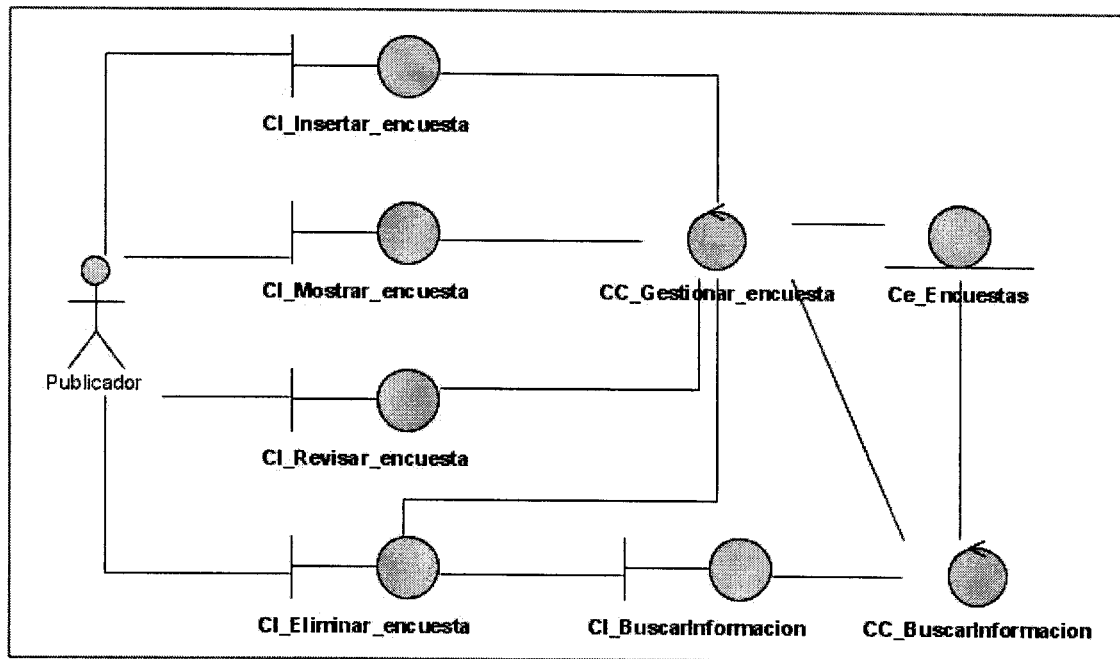 CI_Insertar_encuesta
CI_Mostrar_encuesta
CC_Gestionar_encuesta
Ce_Encuestas
Publicador
CI_Revisar_encuesta
CI_Eliminar_encuesta
CI_BuscarInformacion
CC_BuscarInformacion